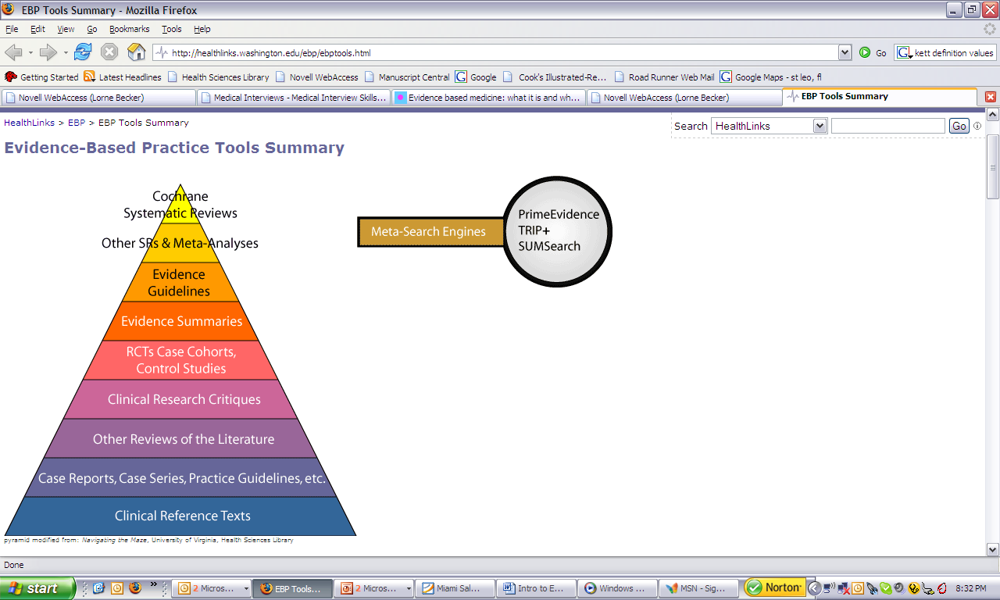 EBP Tools Summary - Mozilla Firefox
File Edit View Go Bookmarks Tools Help
http://healthlinks.washington.edu/ebp/ebptools.html Go kett definition values
Getting Started Latest Headlines Health Sciences Library Novell WebAccess Manuscript Central Google Cook's Illustrated-Re... Road Runner Web Mail Google Maps - st leo, fl
Novell WebAccess (Lorne Becker) Medical Interviews - Medical Interview Skills... Evidence based medicine: what it is and wh... Novell WebAccess (Lorne Becker) EBP Tools Summary
HealthLinks > EBP > EBP Tools Summary
Search HealthLinks Go
Evidence-Based Practice Tools Summary
Cochrane
Systematic Reviews
Other SRs & Meta-Analyses
Evidence
Guidelines
Evidence Summaries
RCTs Case Cohorts,
Control Studies
Clinical Research Critiques
Other Reviews of the Literature
Case Reports, Case Series, Practice Guidelines, etc.
Clinical Reference Texts
pyramid modified from: Navigating the Maze, University of Virginia, Health Sciences Library
Meta-Search Engines
PrimeEvidence
TRIP+
SUMSearch
Done
start 2 Micros... EBP Tools... 2 Micros... Miami Sal... Intro to E... Windows ... MSN - Sig... Norton™ 8:32 PM